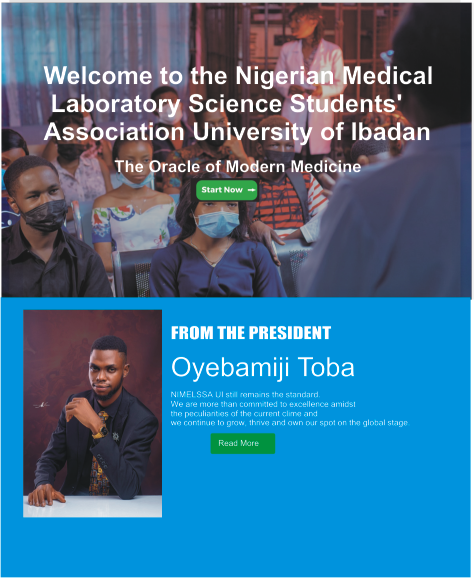 Welcome to the Nigerian Medical
Laboratory Science Students'
Association University of Ibadan
The Oracle of Modern Medicine
Start Now →
FROM THE PRESIDENT
Oyebamiji Toba
NIMELSSA UI still remains the standard.
We are more than committed to excellence amidst
the peculianties of the current clime and
we continue to grow, thrive and own our spot on the global stage.
Read More